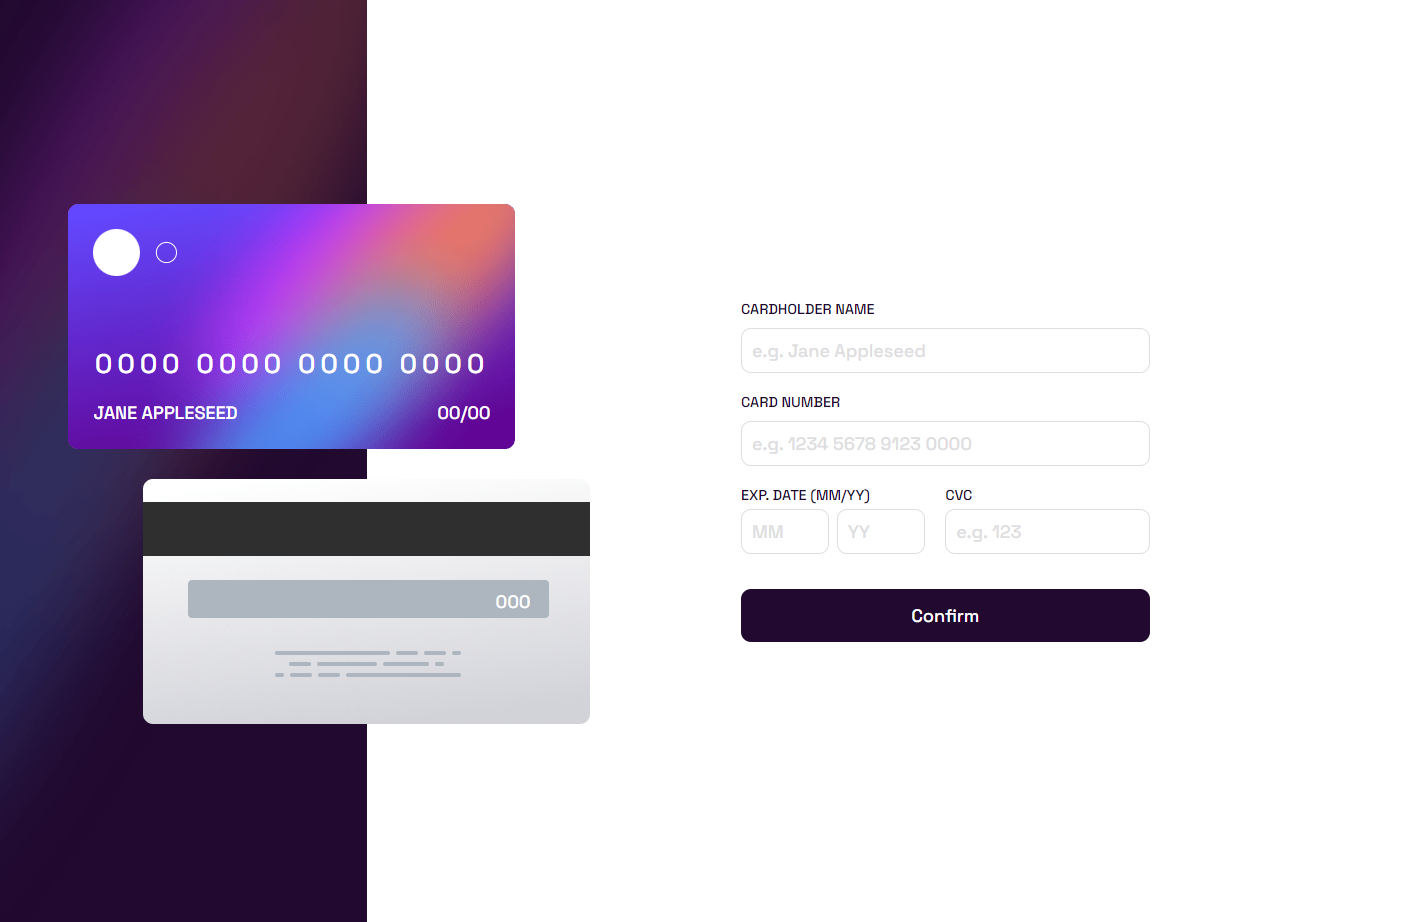 0000 0000 0000 0000
JANE APPLESEED 00/00
000
CARDHOLDER NAME
e.g. Jane Appleseed
CARD NUMBER
e.g. 1234 5678 9123 0000
EXP. DATE (MM/YY) CVC
MM YY e.g. 123
Confirm